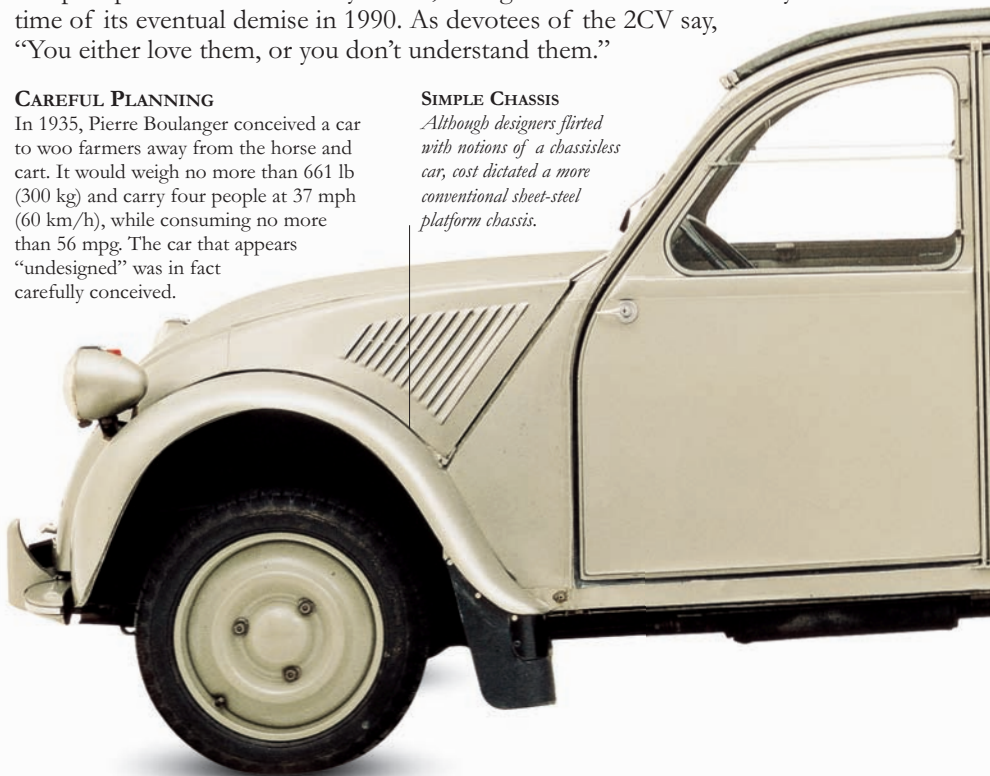 time of its eventual demise in 1990. As devotees of the 2CV say,
“You either love them, or you don’t understand them.”
CAREFUL PLANNING
In 1935, Pierre Boulanger conceived a car
to woo farmers away from the horse and
cart. It would weigh no more than 661 lb
(300 kg) and carry four people at 37 mph
(60 km/h), while consuming no more
than 56 mpg. The car that appears
“undesigned” was in fact
carefully conceived.
SIMPLE CHASSIS
Although designers flirted
with notions of a chassisless
car, cost dictated a more
conventional sheet-steel
platform chassis.